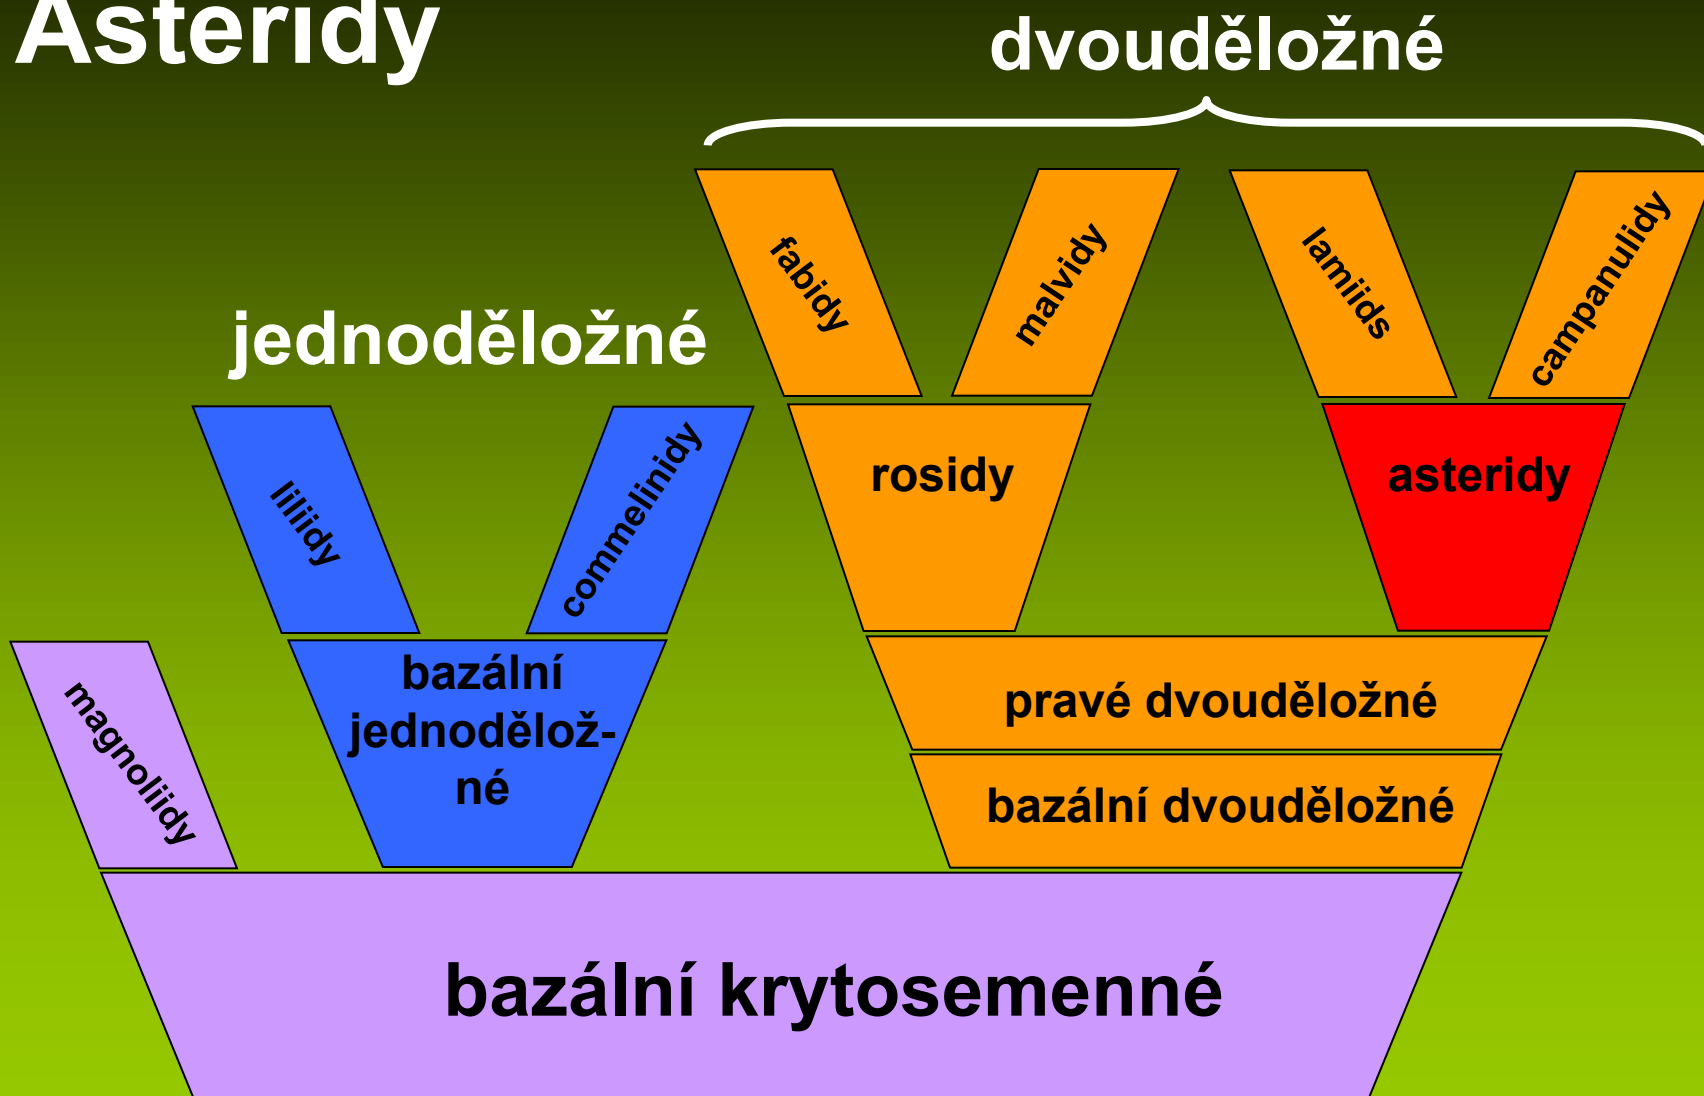 Asteridy
dvouděložné
fabidy
malvidy
lamiids
campanulidy
jednoděložné
liliidy
commelinidy
rosidy
asteridy
magnoliidy
bazální
jednodělož-
né
pravé dvouděložné
bazální dvouděložné
bazální krytosemenné